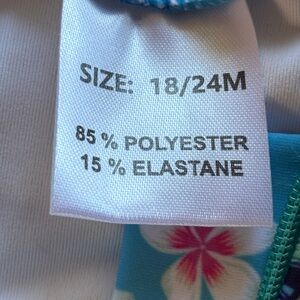 SIZE: 18/24M
85 % POLYESTER
15 % ELASTANE